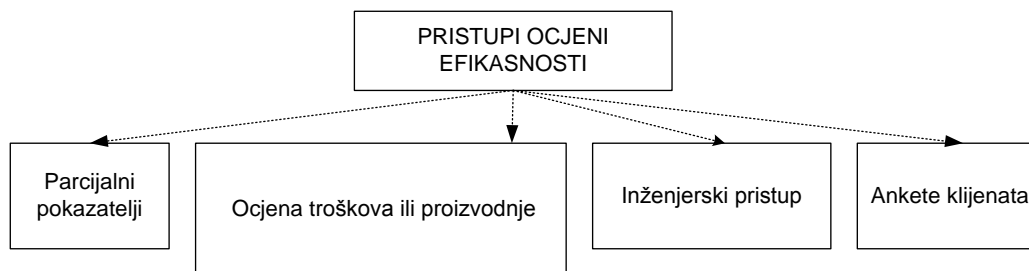 PRISTUPI OCJENI
EFIKASNOSTI
Parcijalni
pokazatelji
Ocjena troškova ili proizvodnje
Inženjerski pristup
Ankete klijenata